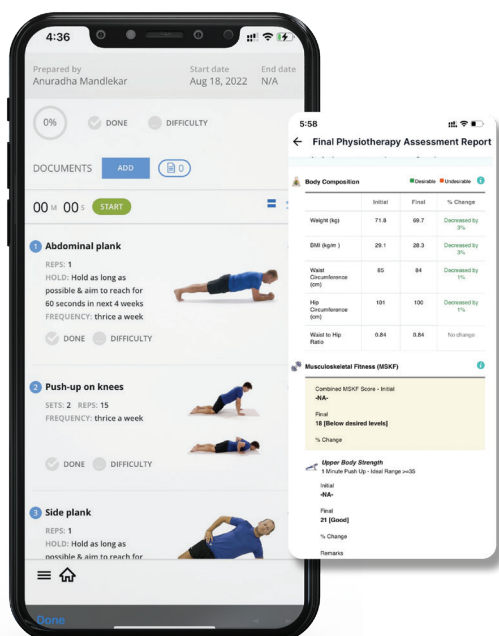 4:36
Prepared by
Anuradha Mandlekar
Start date
Aug 18, 2022
End date
N/A
0%
DONE
DIFFICULTY
DOCUMENTS
ADD
0
00 M 00 S
START
1 Abdominal plank
REPS: 1
HOLD: Hold as long as
possible & aim to reach for
60 seconds in next 4 weeks
FREQUENCY: thrice a week
DONE
DIFFICULTY
2 Push-up on knees
SETS: 2 REPS: 15
FREQUENCY: thrice a week
DONE
DIFFICULTY
3 Side plank
REPS: 1
HOLD: Hold as long as
possible & aim to reach for
Done
5:58
Final Physiotherapy Assessment Report
Body Composition
Desirable
Undesirable
Initial Final % Change
Weight (kg) 71.8 69.7 Decreased by
3%
BMI (kg/m ) 29.1 28.3 Decreased by
3%
Waist
Circumference
(cm)
85 84 Decreased by
1%
Hip
Circumference
(cm)
101 100 Decreased by
1%
Waist to Hip
Ratio
0.84 0.84 No change
Musculoskeletal Fitness (MSKF)
Combined MSKF Score - Initial
-NA-
Final
18 [Below desired levels]
% Change
Upper Body Strength
1 Minute Push Up - Ideal Range >=35
Initial
-NA-
Final
21 [Good]
% Change
Remarks